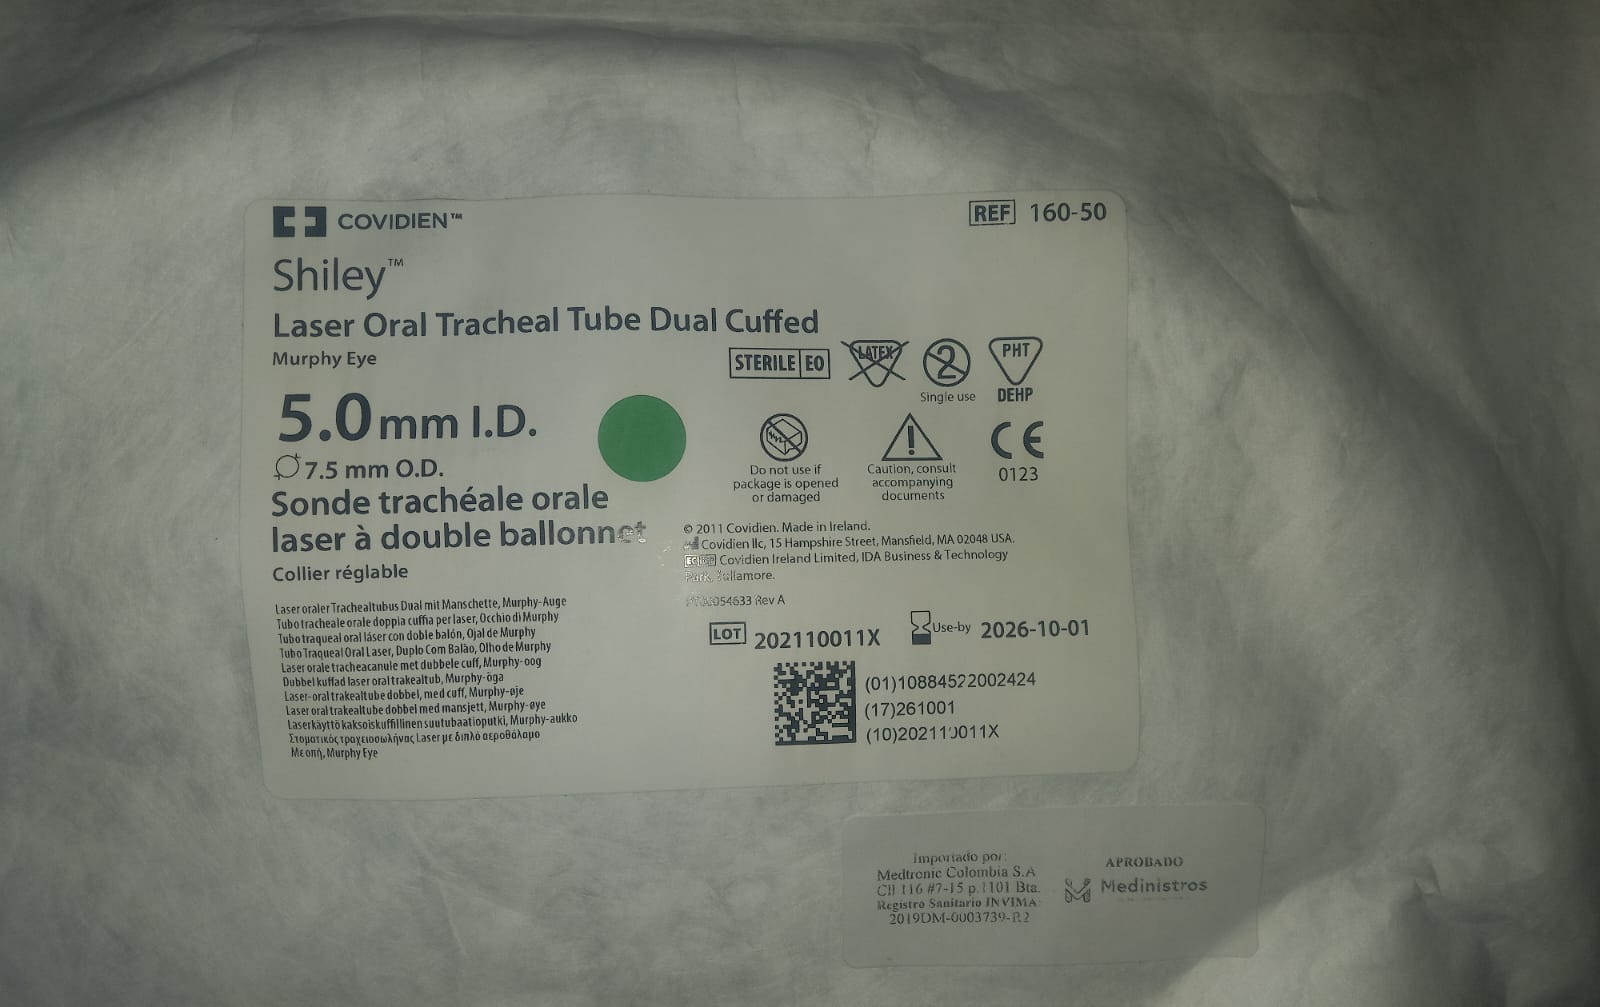 COVIDIEN™
REF 160-50
Shiley™
Laser Oral Tracheal Tube Dual Cuffed
Murphy Eye
STERILE EO
LATEX
2
Single use
PHT
DEHP
5.0 mm I.D.
7.5 mm O.D.
Do not use if
package is opened
or damaged
Caution, consult
accompanying
documents
CE
0123
Sonde trachéale orale
laser à double ballonnet
Collier réglable
© 2011 Covidien. Made in Ireland.
Covidien llc, 15 Hampshire Street, Mansfield, MA 02048 USA.
Covidien Ireland Limited, IDA Business & Technology
Park, Tullamore.
Rev A
Laser oraler Trachealtubus Dual mit Manschette, Murphy-Auge
Tubo tracheale orale doppia cuffia per laser, Occhio di Murphy
Tubo traqueal oral láser con doble balón, Ojal de Murphy
Tubo Traqueal Oral Laser, Duplo Com Balão, Olho de Murphy
Laser orale tracheacanule met dubbele cuff, Murphy-oog
Dubbel kuffad laser oral trakealtub, Murphy-öga
Laser-oral trakealtube dobbel, med cuff, Murphy-øje
Laser oral trakealtube dobbel med mansjett, Murphy-øye
Laserkäyttö kaksoiskuffillinen suutubaatioputki, Murphy-aukko
Στοματικός τραχειοσωλήνας Laser με διπλό αεροθάλαμο
Με οπή, Murphy Eye
LOT 202110011X
Use-by 2026-10-01
(01)10884522002424
(17)261001
(10)202110011X
Importado por:
Medtronic Colombia S.A
Cll 116 #7-15 p.1101 Bta.
Registro Sanitario INVIMA:
2019DM-0003739-R2
APROBADO
Medinistros